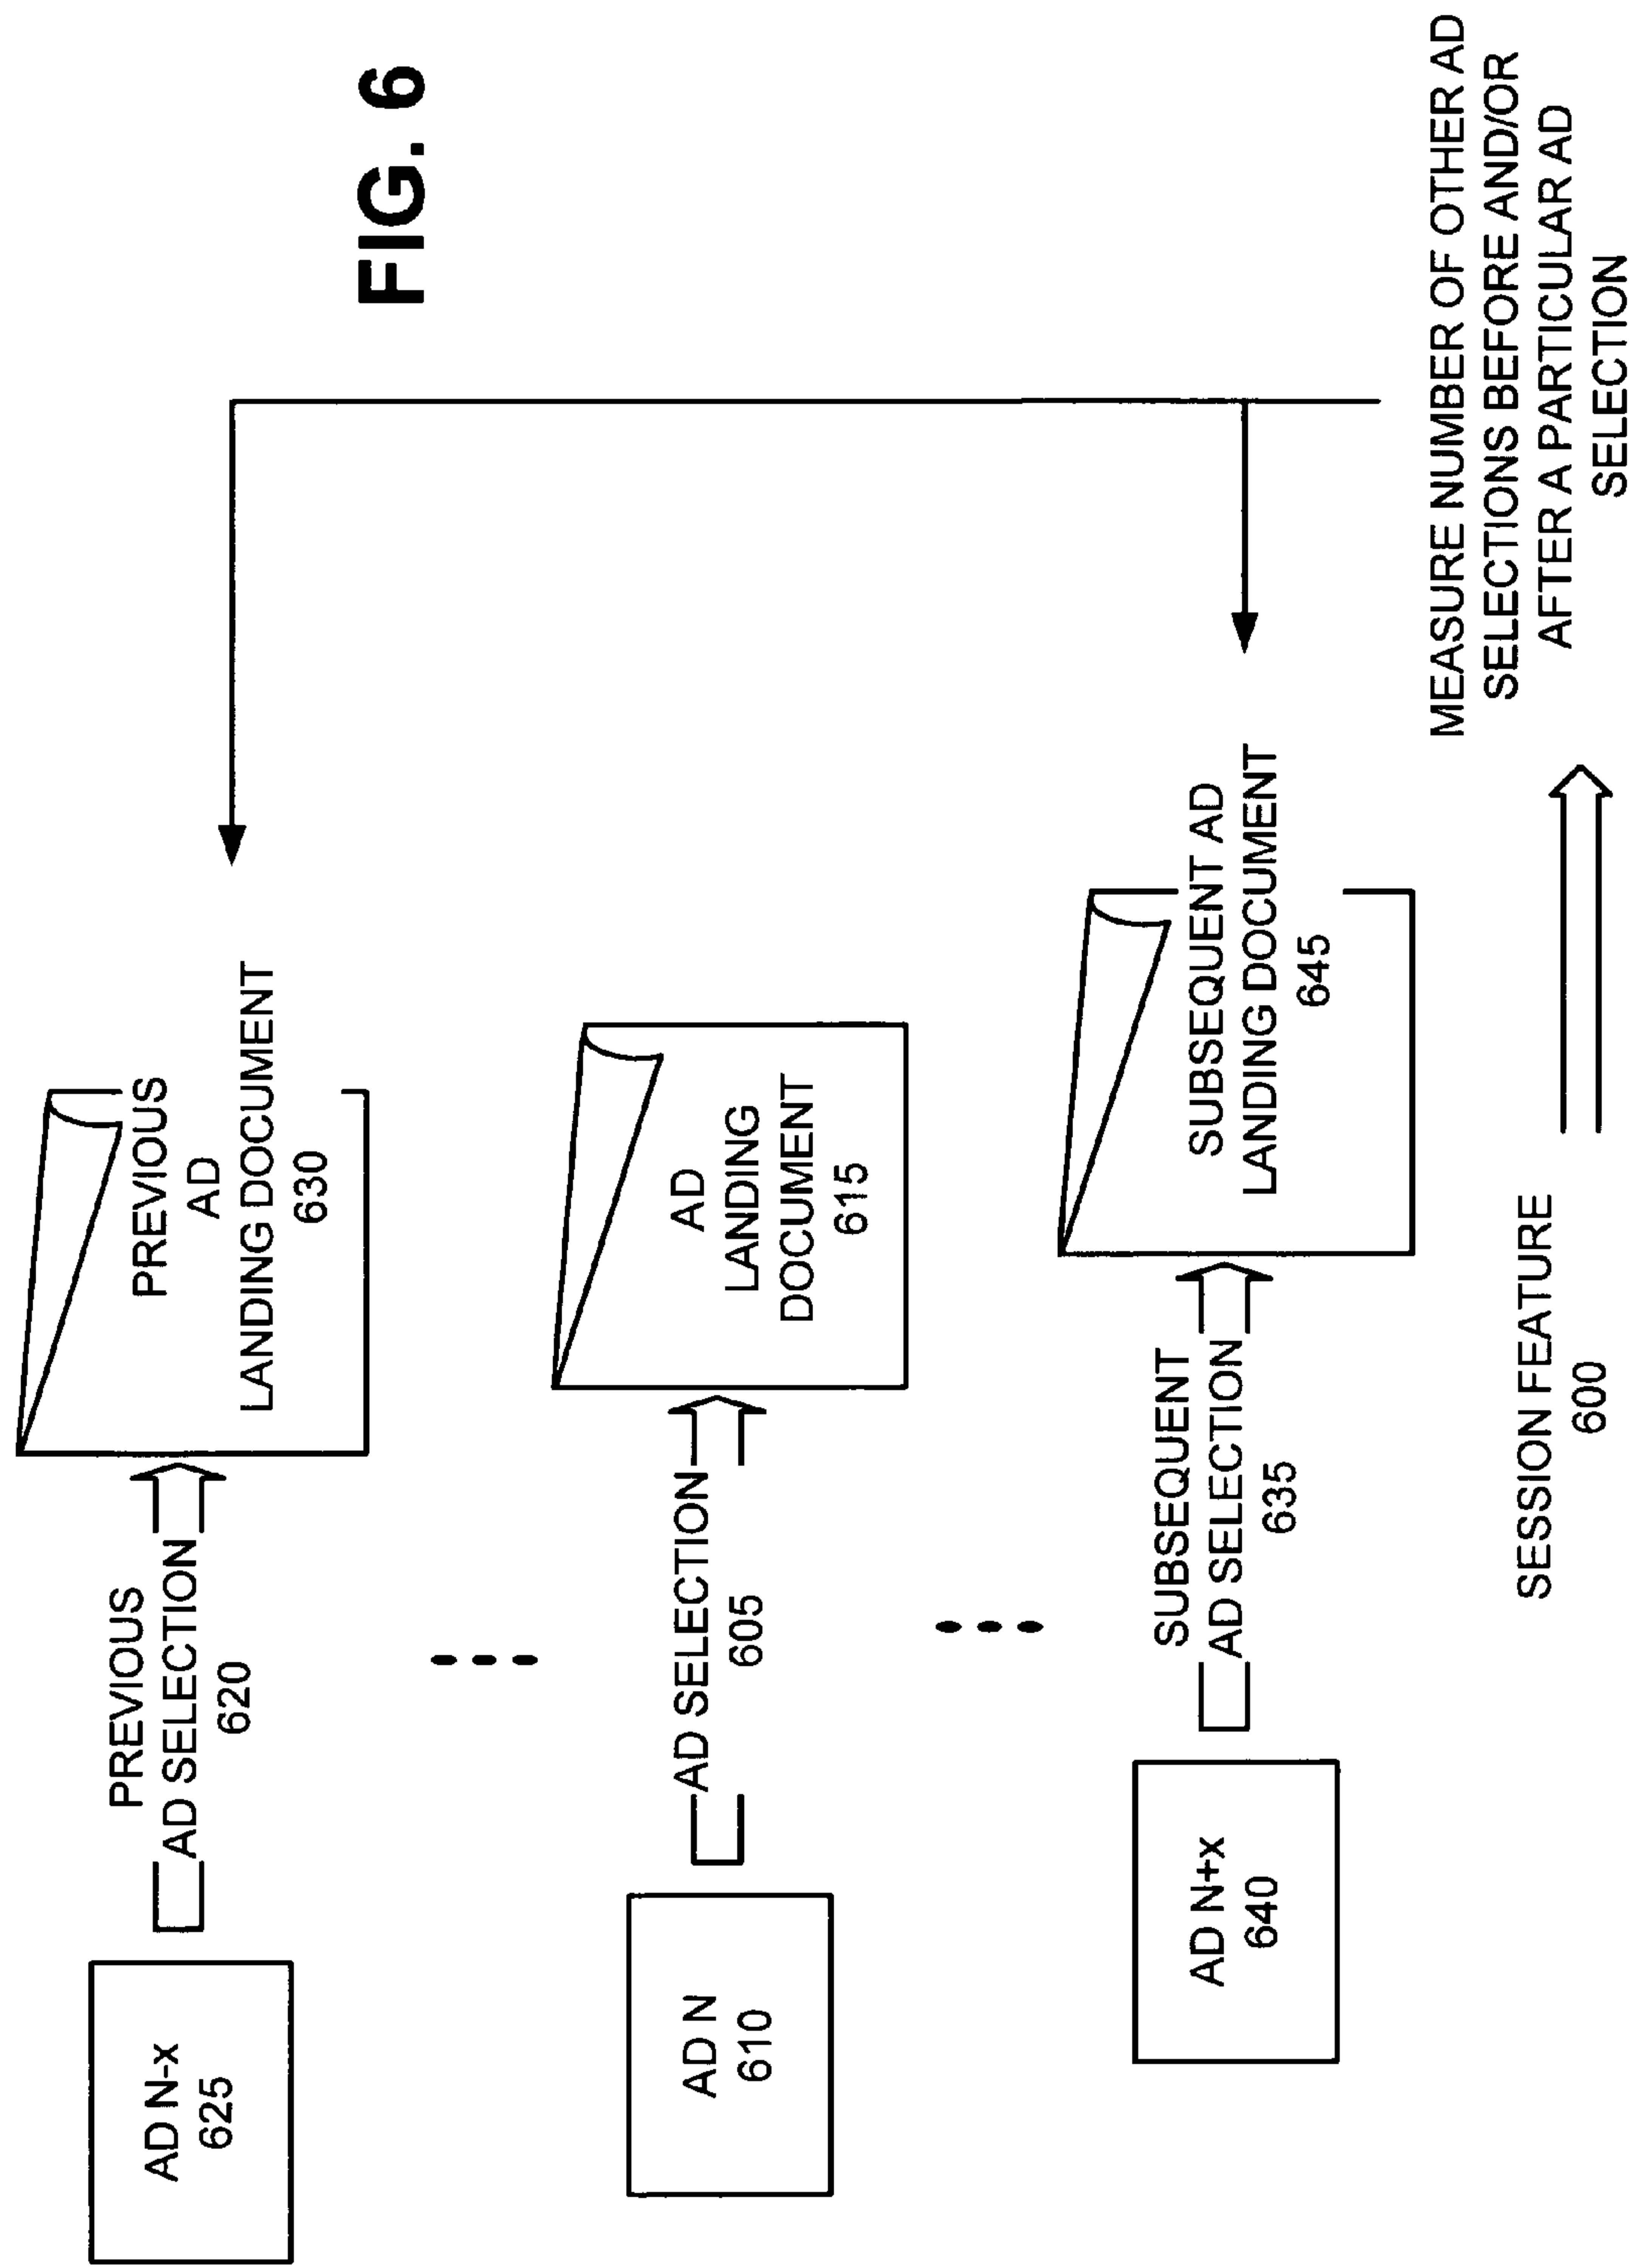 FIG. 6
AD N-x
625
PREVIOUS
AD SELECTION
620
PREVIOUS
AD
LANDING DOCUMENT
630
AD N
610
AD SELECTION
605
AD
LANDING
DOCUMENT
615
AD N+x
640
SUBSEQUENT
AD SELECTION
635
SUBSEQUENT AD
LANDING DOCUMENT
645
SESSION FEATURE
600
MEASURE NUMBER OF OTHER AD
SELECTIONS BEFORE AND/OR
AFTER A PARTICULAR AD
SELECTION